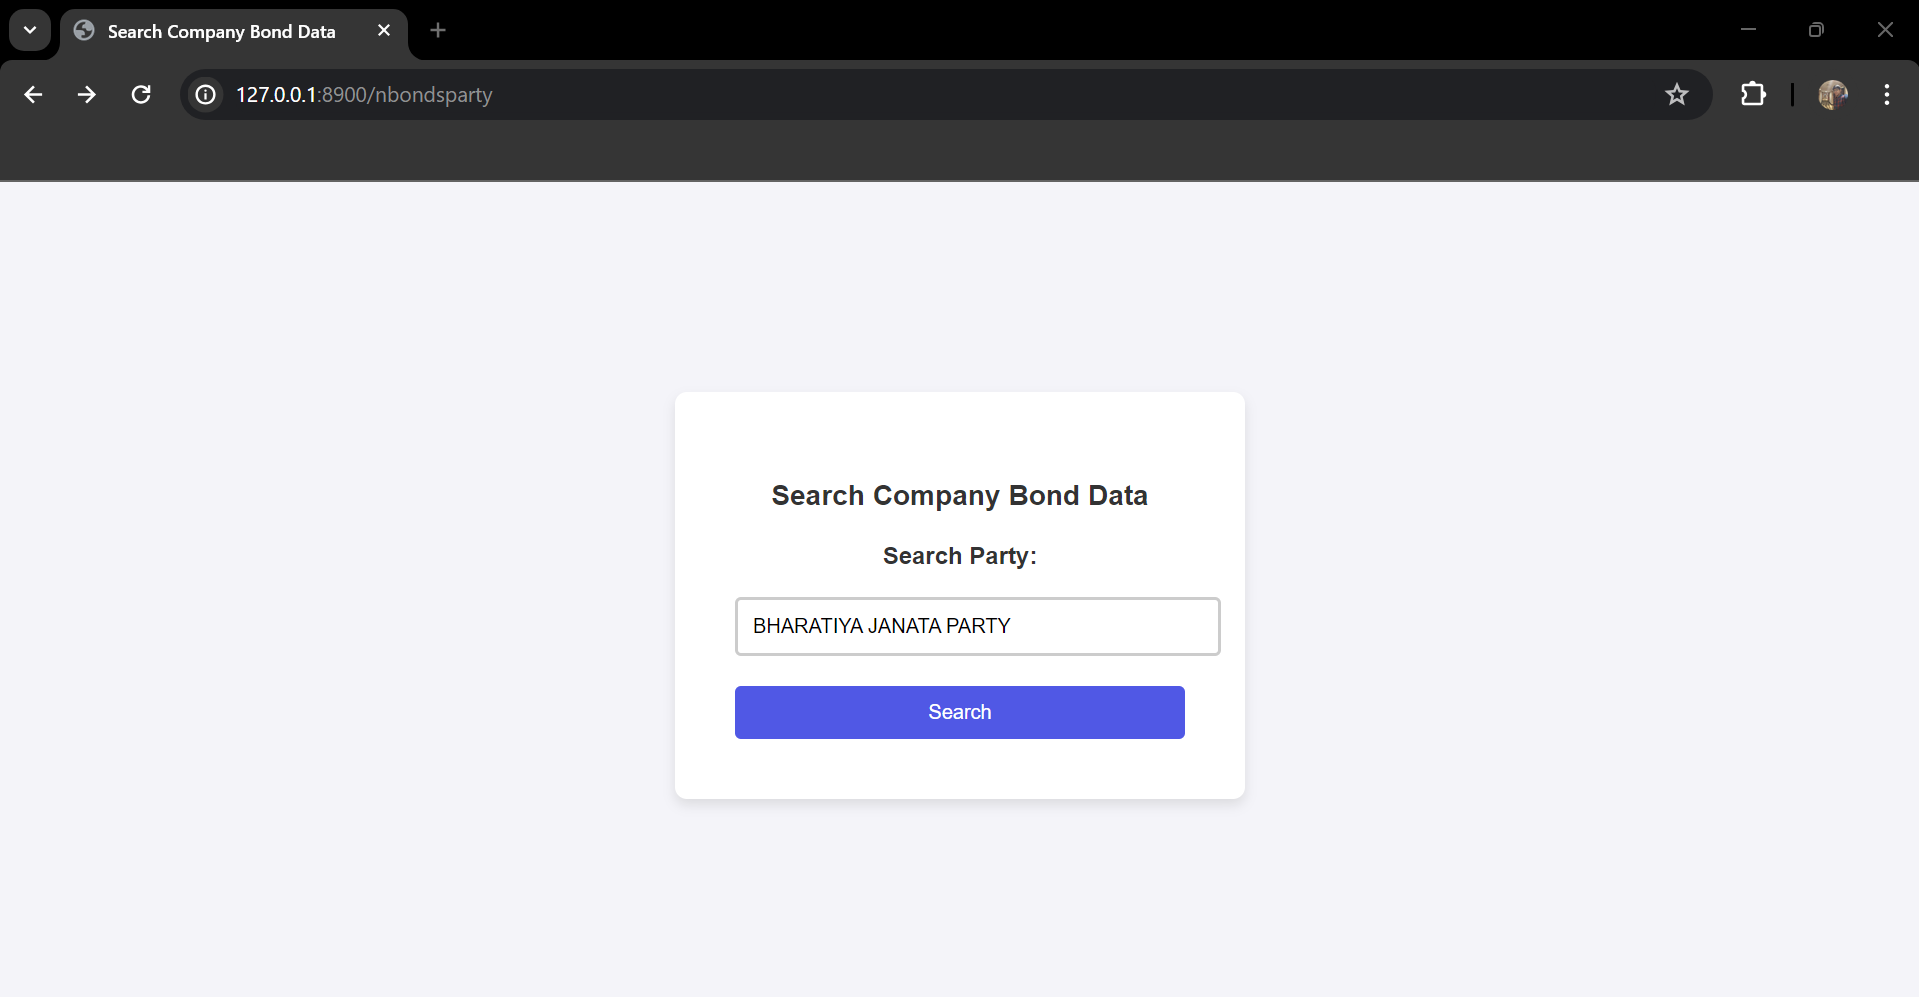 Search Company Bond Data
127.0.0.1:8900/nbondsparty
Search Company Bond Data
Search Party:
BHARATIYA JANATA PARTY
Search